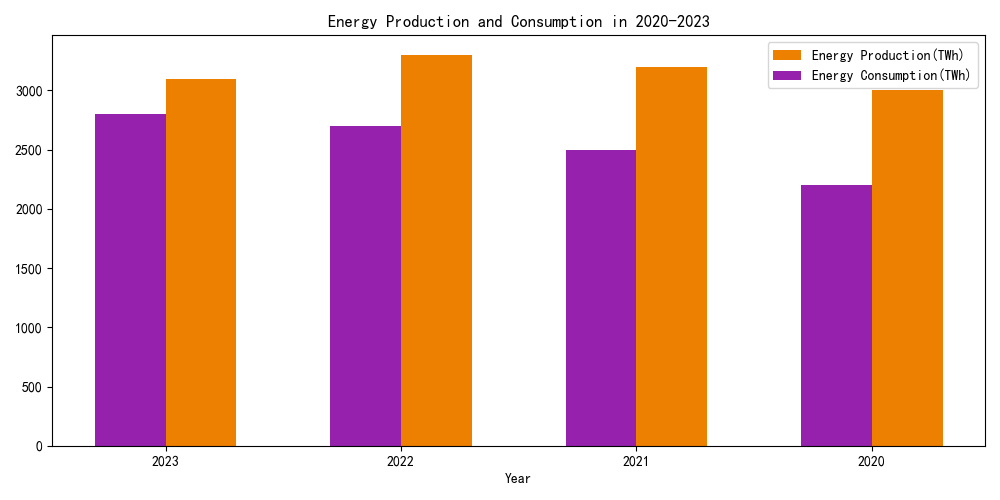 Energy Production and Consumption in 2020-2023
Energy Production(TWh)
Energy Consumption(TWh)
3000
2500
2000
1500
1000
500
0
2023 2022 2021 2020
Year